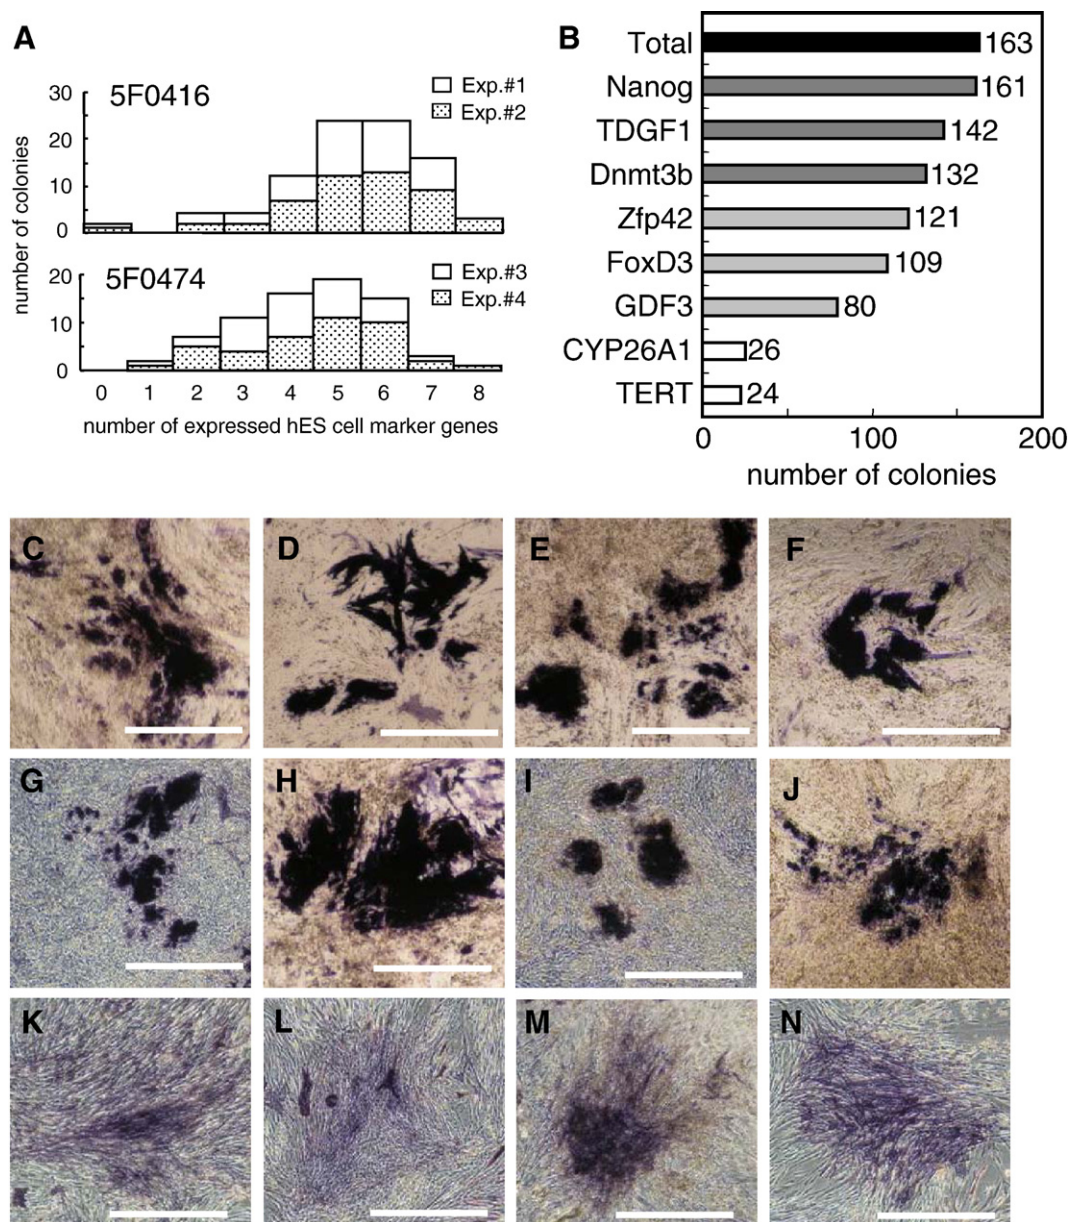 A
5F0416
Exp.#1
Exp.#2
30
20
10
0
number of colonies
5F0474
Exp.#3
Exp.#4
20
10
0
0 1 2 3 4 5 6 7 8
number of expressed hES cell marker genes
B
Total 163
Nanog 161
TDGF1 142
Dnmt3b 132
Zfp42 121
FoxD3 109
GDF3 80
CYP26A1 26
TERT 24
0 100 200
number of colonies
C D E F
G H I J
K L M N